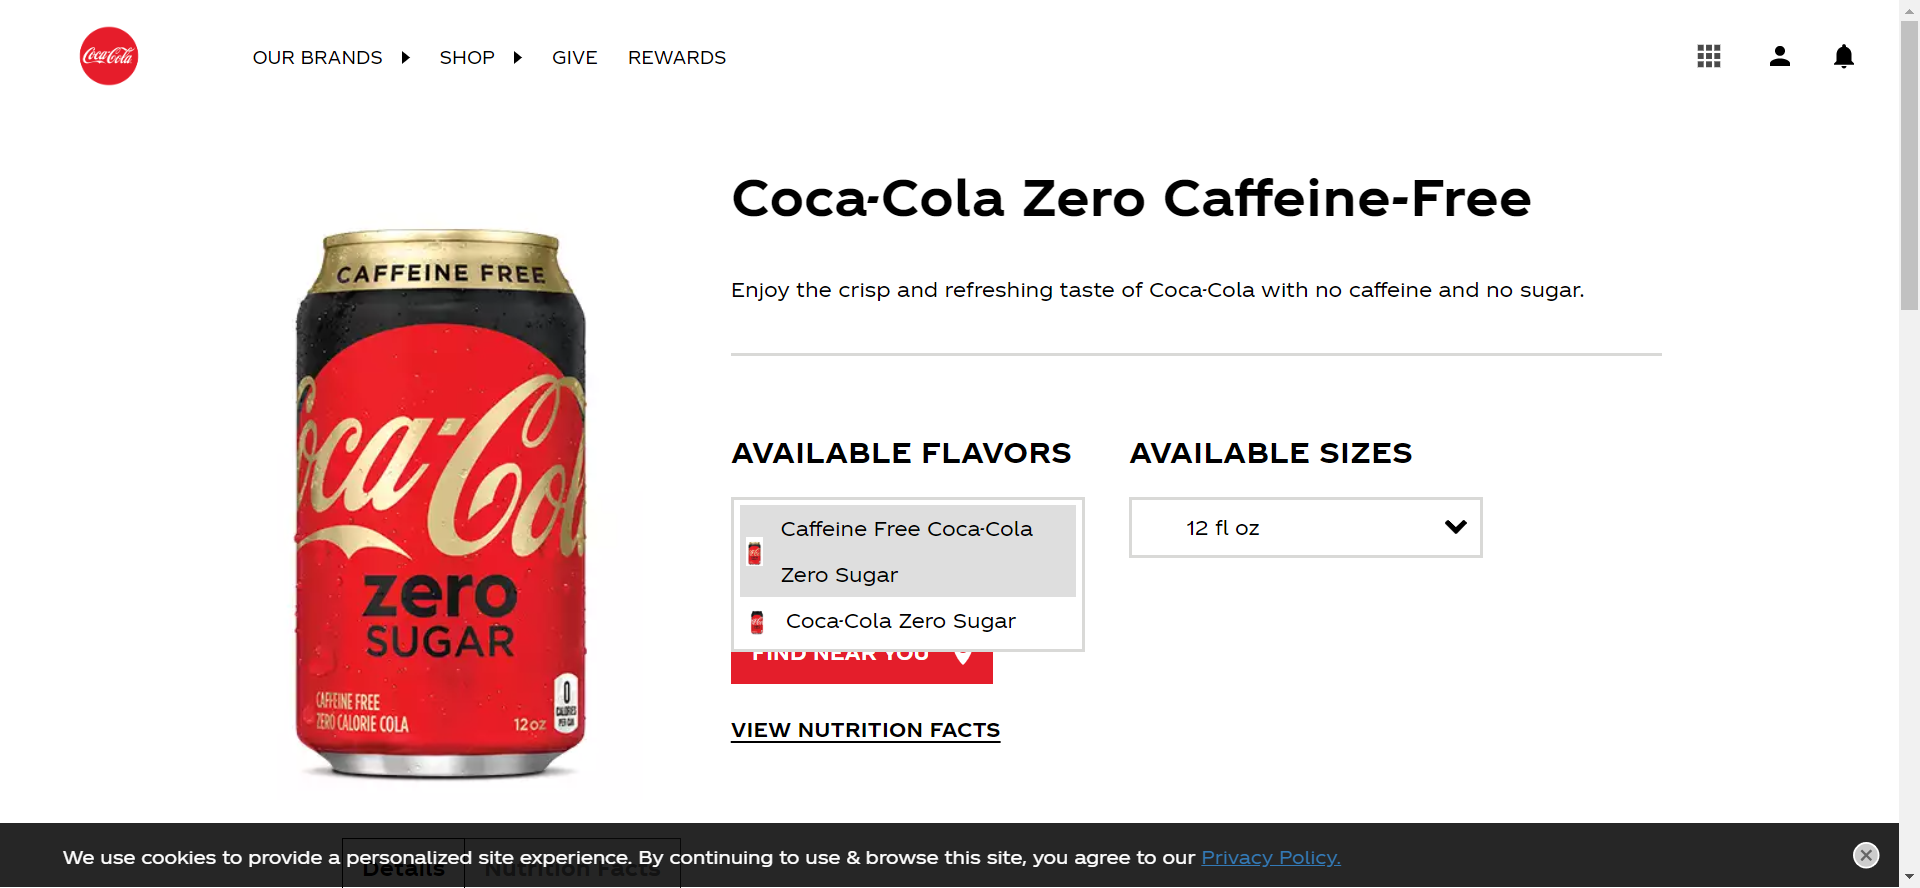 Coca-Cola
OUR BRANDS
SHOP
GIVE
REWARDS
Coca-Cola Zero Caffeine-Free
Enjoy the crisp and refreshing taste of Coca-Cola with no caffeine and no sugar.
CAFFEINE FREE
Coca-Col
zero
SUGAR
CAFFEINE FREE
ZERO CALORIE COLA
12 oz
0
CALORIES
PER CAN
AVAILABLE FLAVORS
Caffeine Free Coca-Cola
Zero Sugar
Coca-Cola Zero Sugar
AVAILABLE SIZES
12 fl oz
FIND NEAR YOU
VIEW NUTRITION FACTS
Details
Nutrition Facts
We use cookies to provide a personalized site experience. By continuing to use & browse this site, you agree to our Privacy Policy.